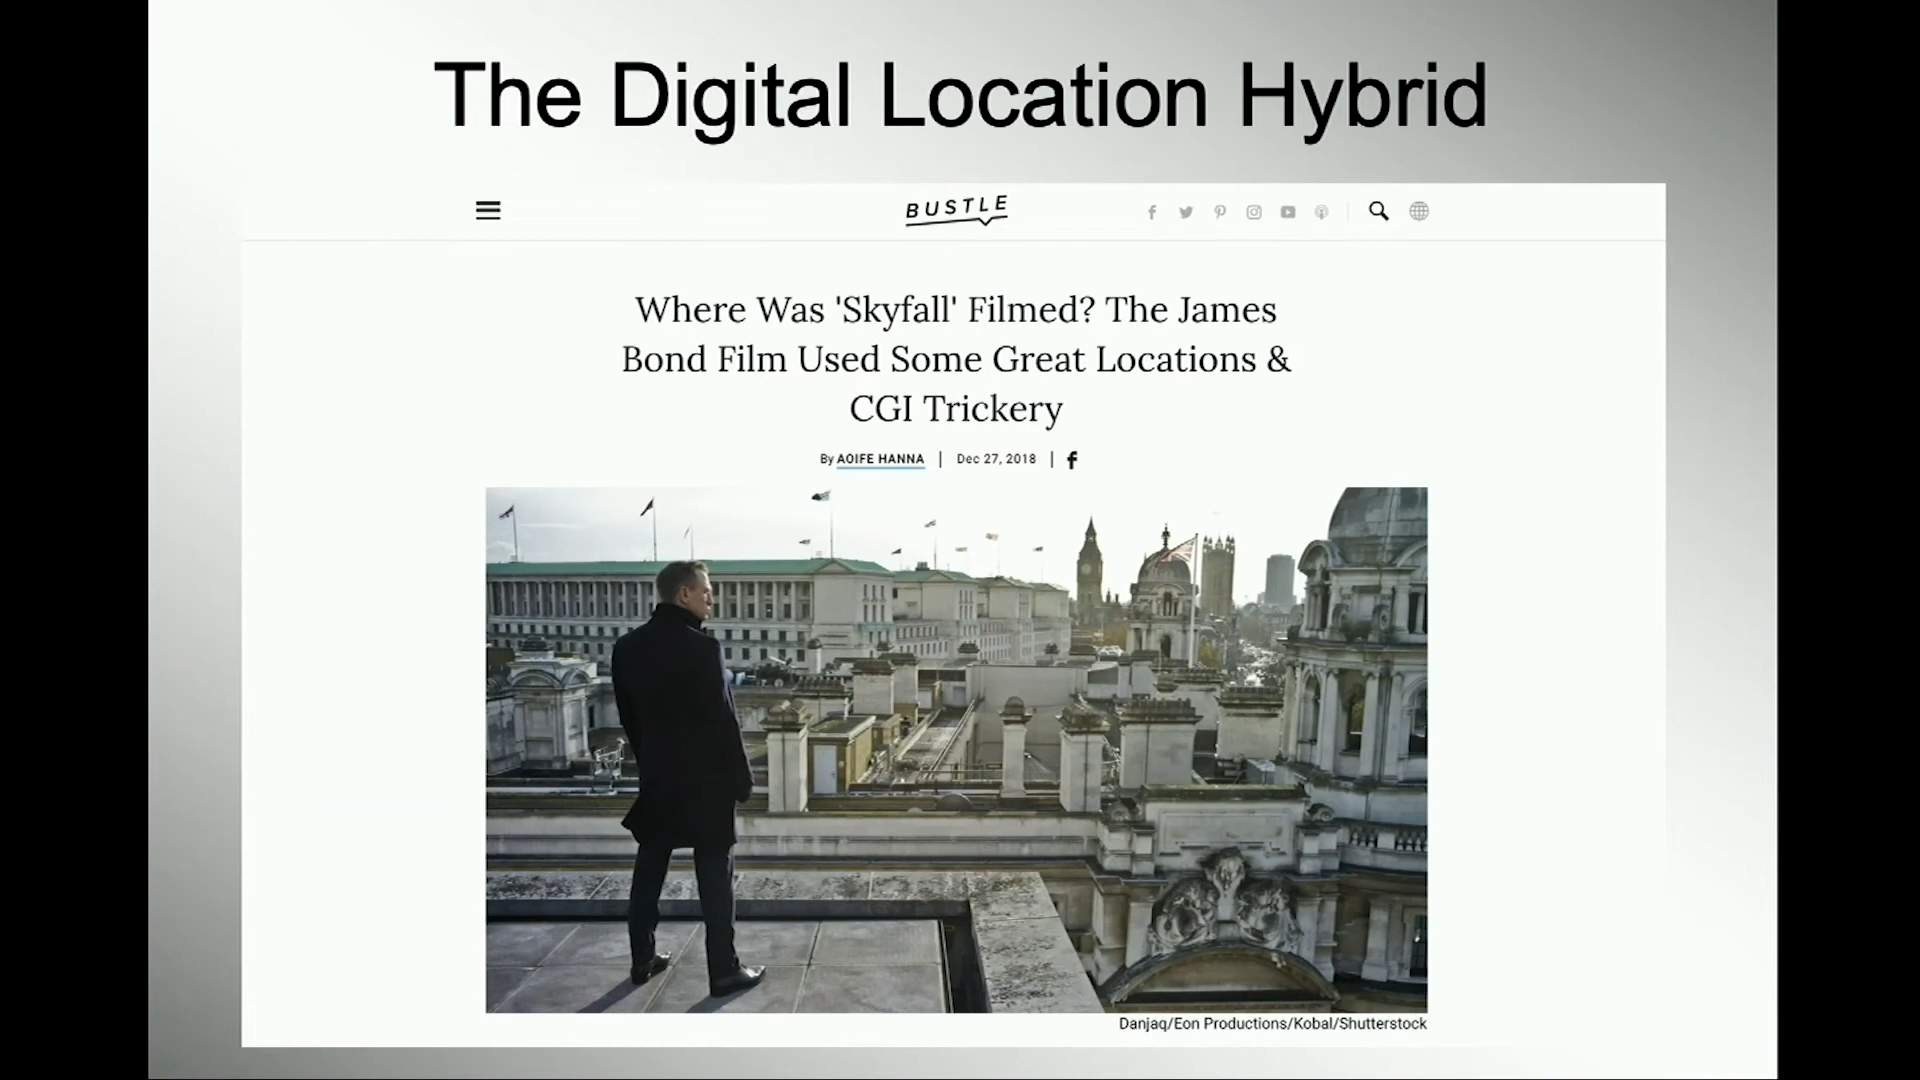 The Digital Location Hybrid
BUSTLE
Where Was 'Skyfall' Filmed? The James
Bond Film Used Some Great Locations &
CGI Trickery
By AOIFE HANNA | Dec 27, 2018 |
Danjaq/Eon Productions/Kobal/Shutterstock